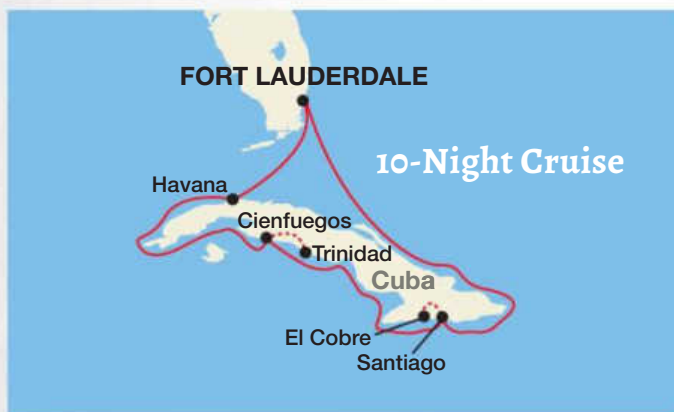 FORT LAUDERDALE
10-Night Cruise
Havana
Cienfuegos
Trinidad
Cuba
El Cobre
Santiago